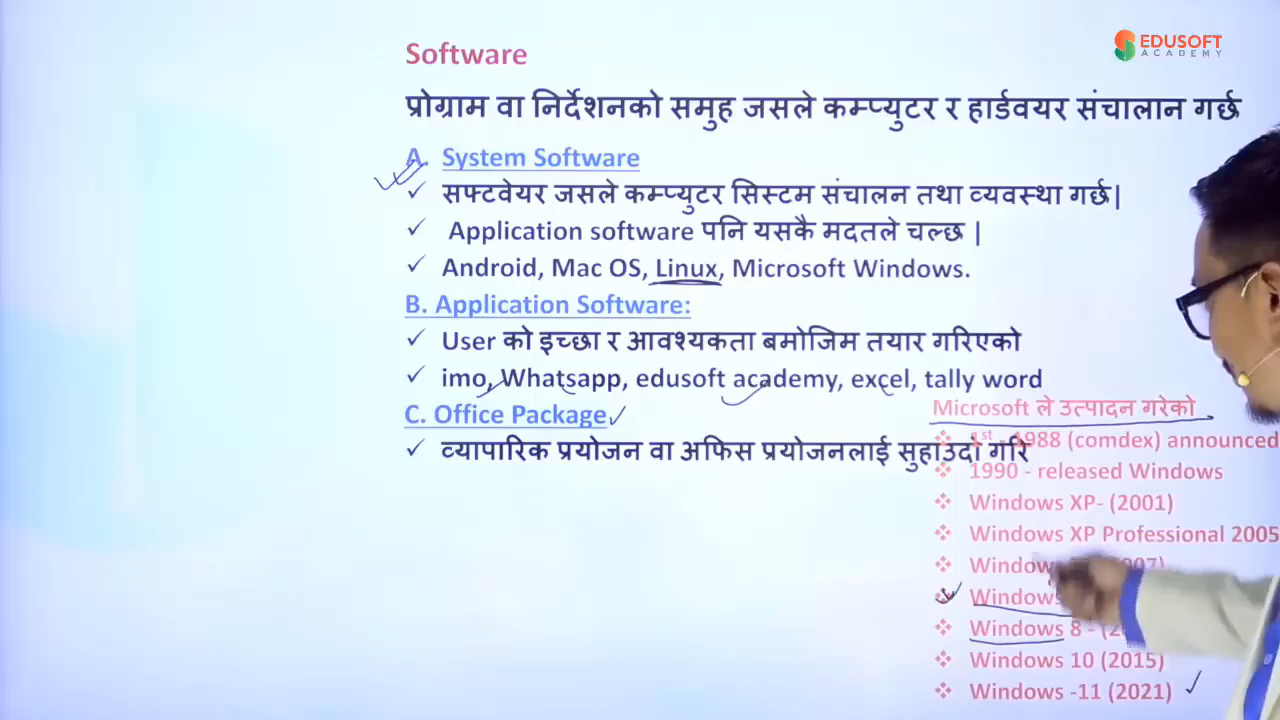 EDUSOFT
ACADEMY
Software
प्रोग्राम वा निर्देशनको समुह जसले कम्प्युटर र हार्डवयर संचालान गर्छ
A. System Software
✓ सफ्टवेयर जसले कम्प्युटर सिस्टम संचालन तथा व्यवस्था गर्छ|
✓ Application software पनि यसकै मदतले चल्छ |
✓ Android, Mac OS, Linux, Microsoft Windows.
B. Application Software:
✓ User को इच्छा र आवश्यकता बमोजिम तयार गरिएको
✓ imo, Whatsapp, edusoft academy, excel, tally word
C. Office Package
✓ व्यापारिक प्रयोजन वा अफिस प्रयोजनलाई सुहाउदो गरि
Microsoft ले उत्पादन गरेको
❖ 1st - 1988 (comdex) announced
❖ 1990 - released Windows
❖ Windows XP- (2001)
❖ Windows XP Professional 2005
❖ Windows
❖ Windows
❖ Windows 8 -
❖ Windows 10 (2015)
❖ Windows -11 (2021)